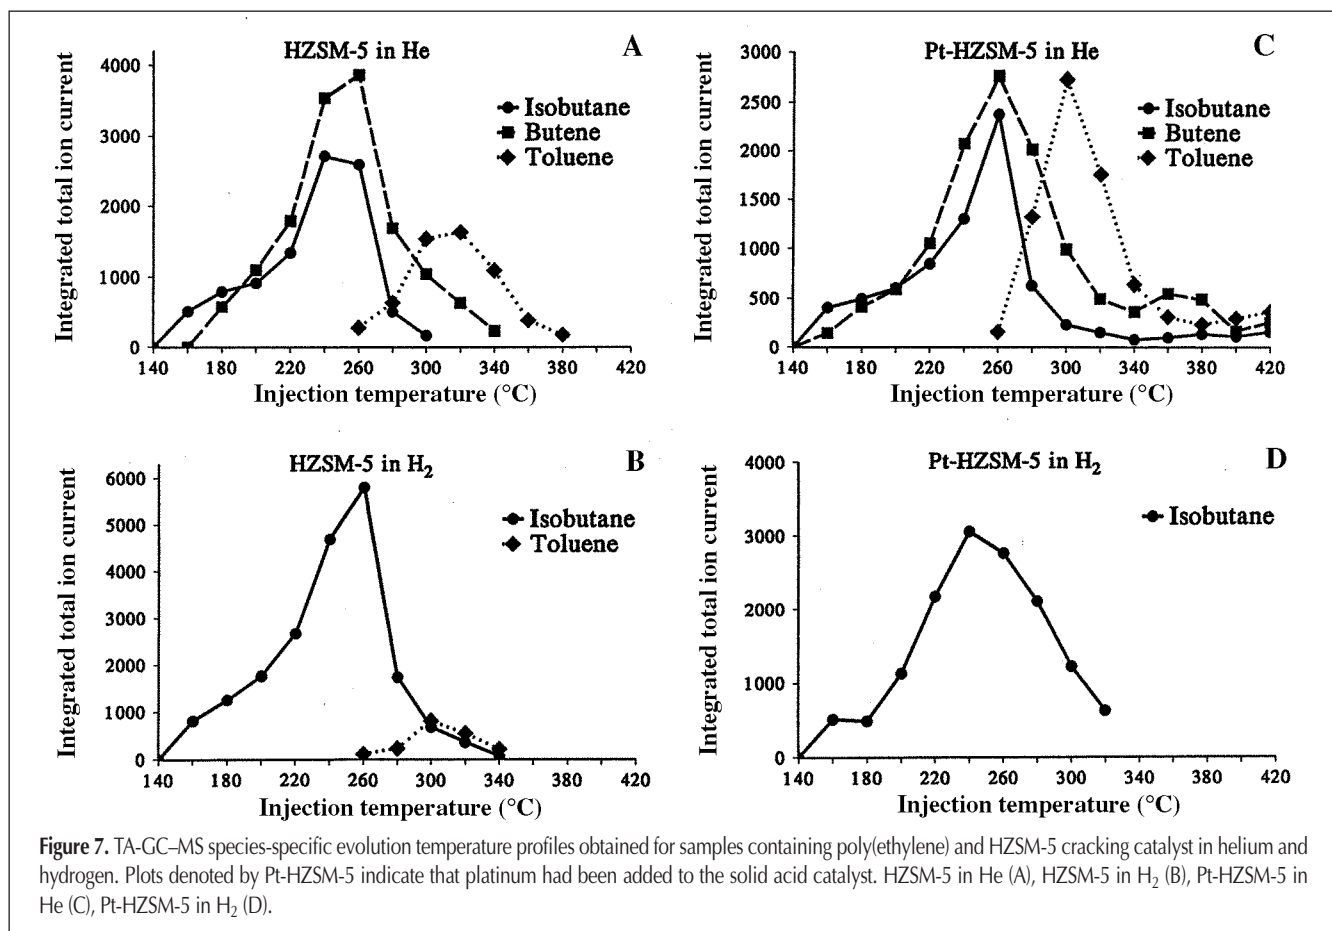 HZSM-5 in He
A
Integrated total ion current
4000
3000
2000
1000
0
Isobutane
Butene
Toluene
140 180 220 260 300 340 380 420
Injection temperature (°C)
Pt-HZSM-5 in He
C
Integrated total ion current
3000
2500
2000
1500
1000
500
0
Isobutane
Butene
Toluene
140 180 220 260 300 340 380 420
Injection temperature (°C)
HZSM-5 in H2
B
Integrated total ion current
6000
5000
4000
3000
2000
1000
0
Isobutane
Toluene
140 180 220 260 300 340 380 420
Injection temperature (°C)
Pt-HZSM-5 in H2
D
Integrated total ion current
4000
3000
2000
1000
0
Isobutane
140 180 220 260 300 340 380 420
Injection temperature (°C)
Figure 7. TA-GC–MS species-specific evolution temperature profiles obtained for samples containing poly(ethylene) and HZSM-5 cracking catalyst in helium and
hydrogen. Plots denoted by Pt-HZSM-5 indicate that platinum had been added to the solid acid catalyst. HZSM-5 in He (A), HZSM-5 in H2 (B), Pt-HZSM-5 in
He (C), Pt-HZSM-5 in H2 (D).